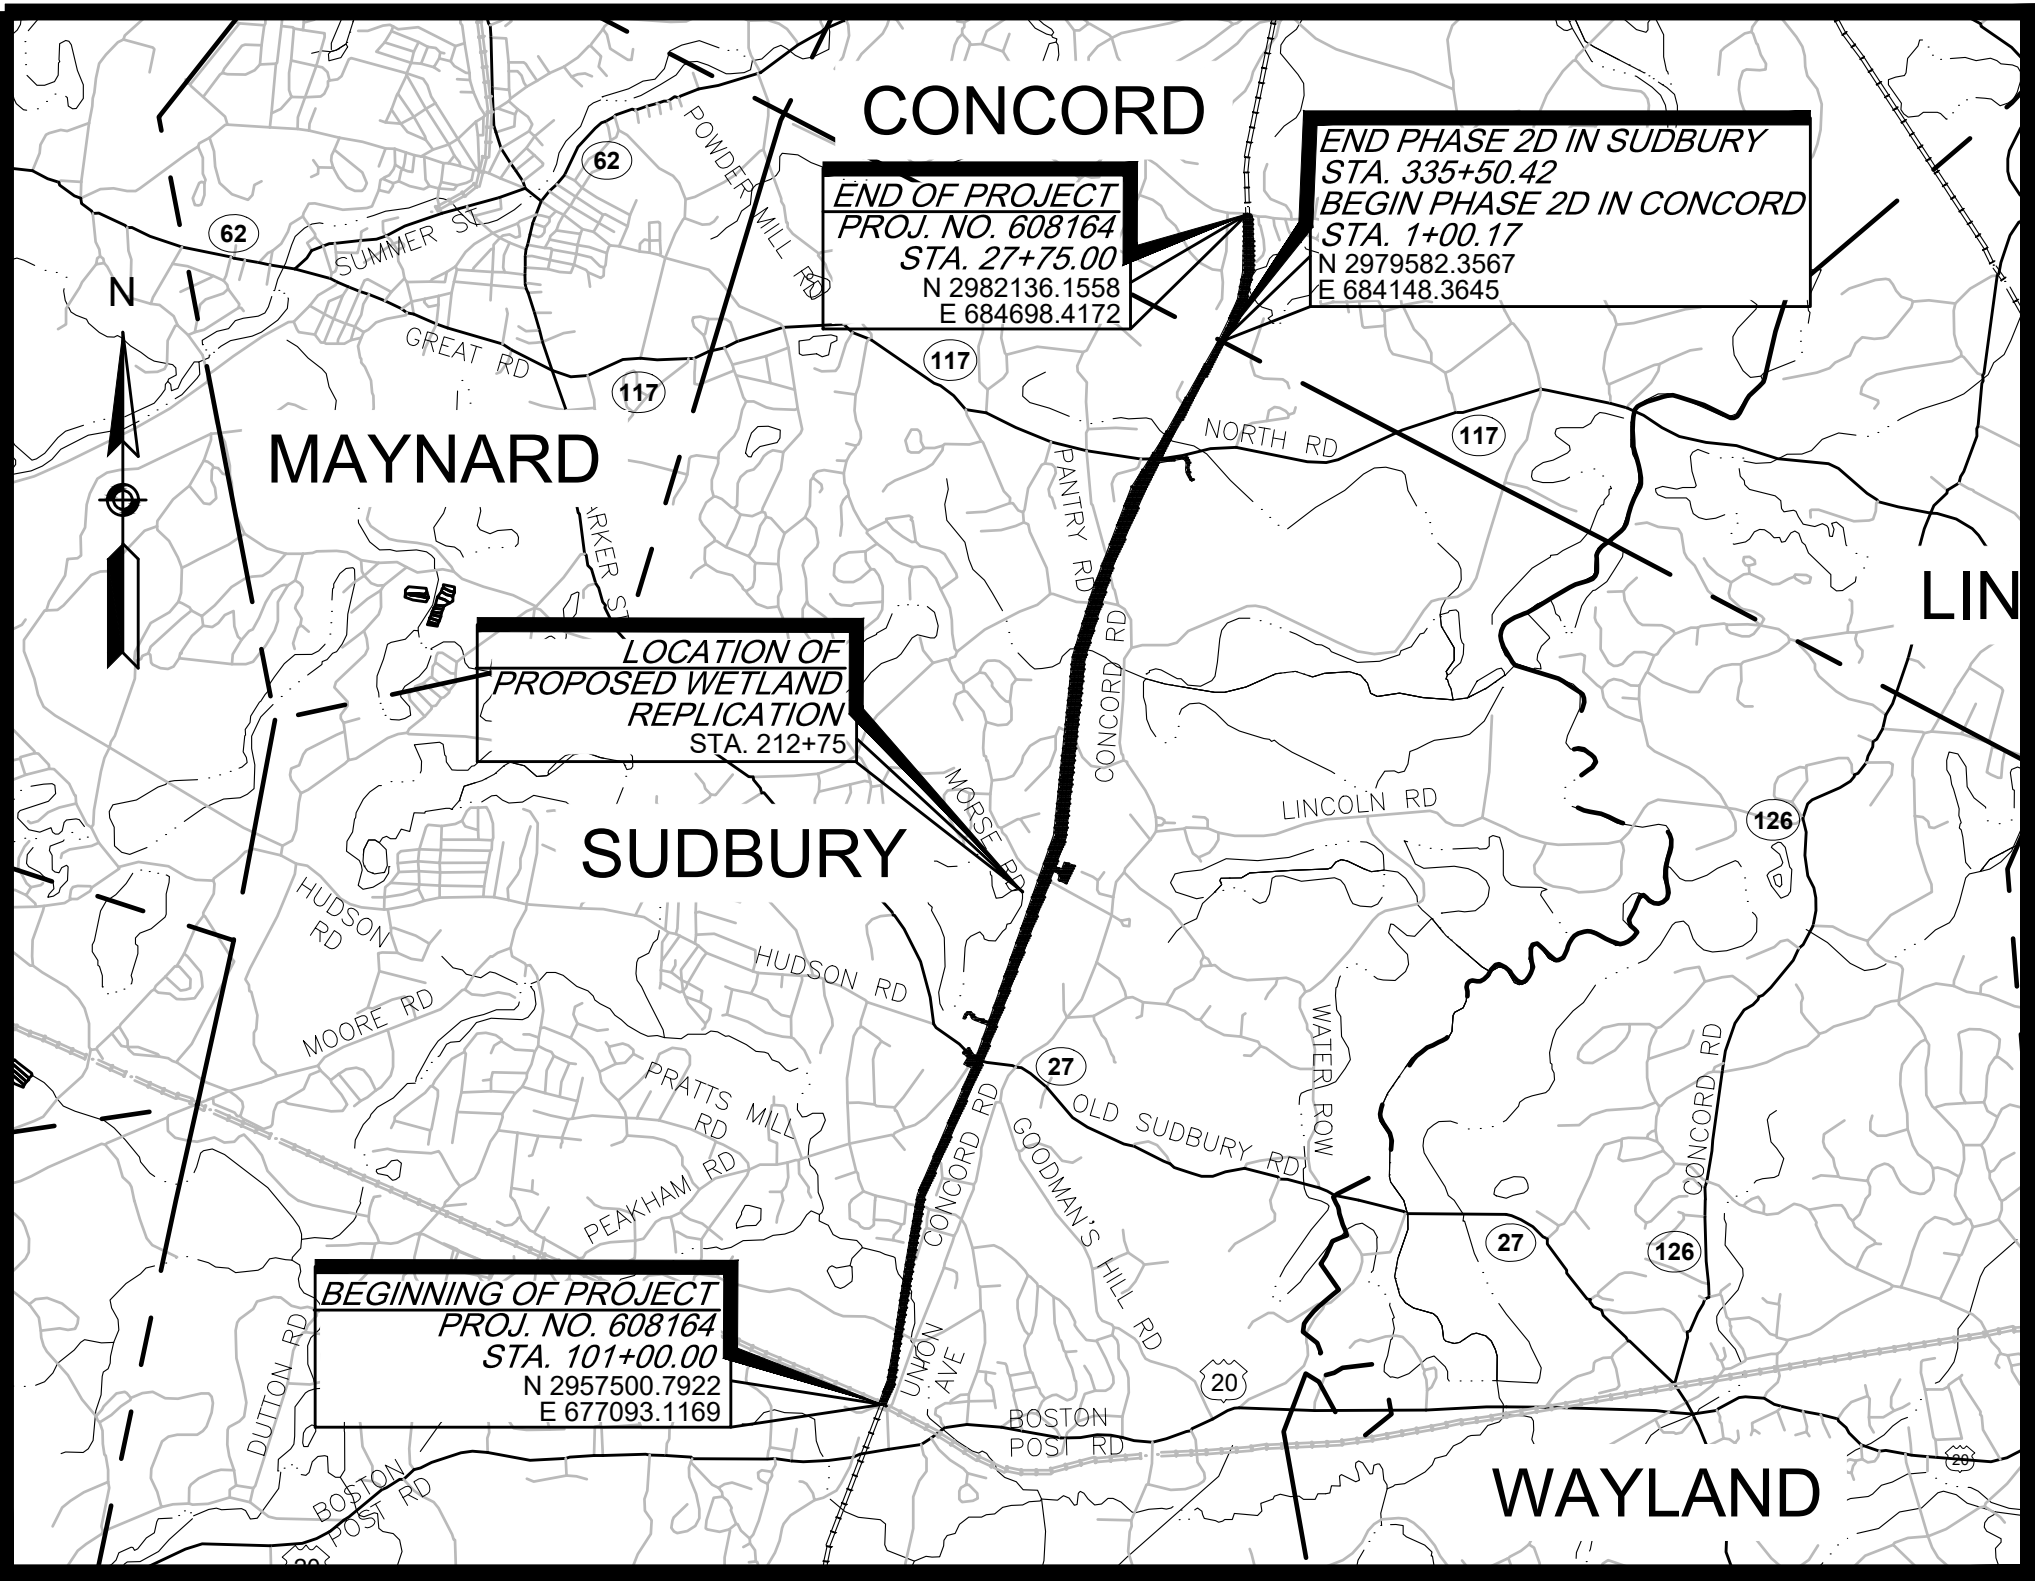 CONCORD
END PHASE 2D IN SUDBURY
STA. 335+50.42
BEGIN PHASE 2D IN CONCORD
STA. 1+00.17
N 2979582.3567
E 684148.3645
END OF PROJECT
PROJ. NO. 608164
STA. 27+75.00
N 2982136.1558
E 684698.4172
62
POWDER MILL RD
62
SUMMER ST
N
GREAT RD
117
117
NORTH RD
117
MAYNARD
PANTRY RD
ARKER ST
LIN
LOCATION OF
PROPOSED WETLAND
REPLICATION
STA. 212+75
CONCORD RD
MORSE RD
LINCOLN RD
126
SUDBURY
HUDSON
RD
HUDSON RD
MOORE RD
WATER ROW
CONCORD RD
27
PRATTS MILL
RD
OLD SUDBURY RD
CONCORD RD
GOODMAN'S HILL RD
PEAKHAM RD
27
126
BEGINNING OF PROJECT
PROJ. NO. 608164
STA. 101+00.00
N 2957500.7922
E 677093.1169
DUTTON RD
UNION
AVE
20
BOSTON
POST RD
20
BOSTON
POST RD
WAYLAND
20